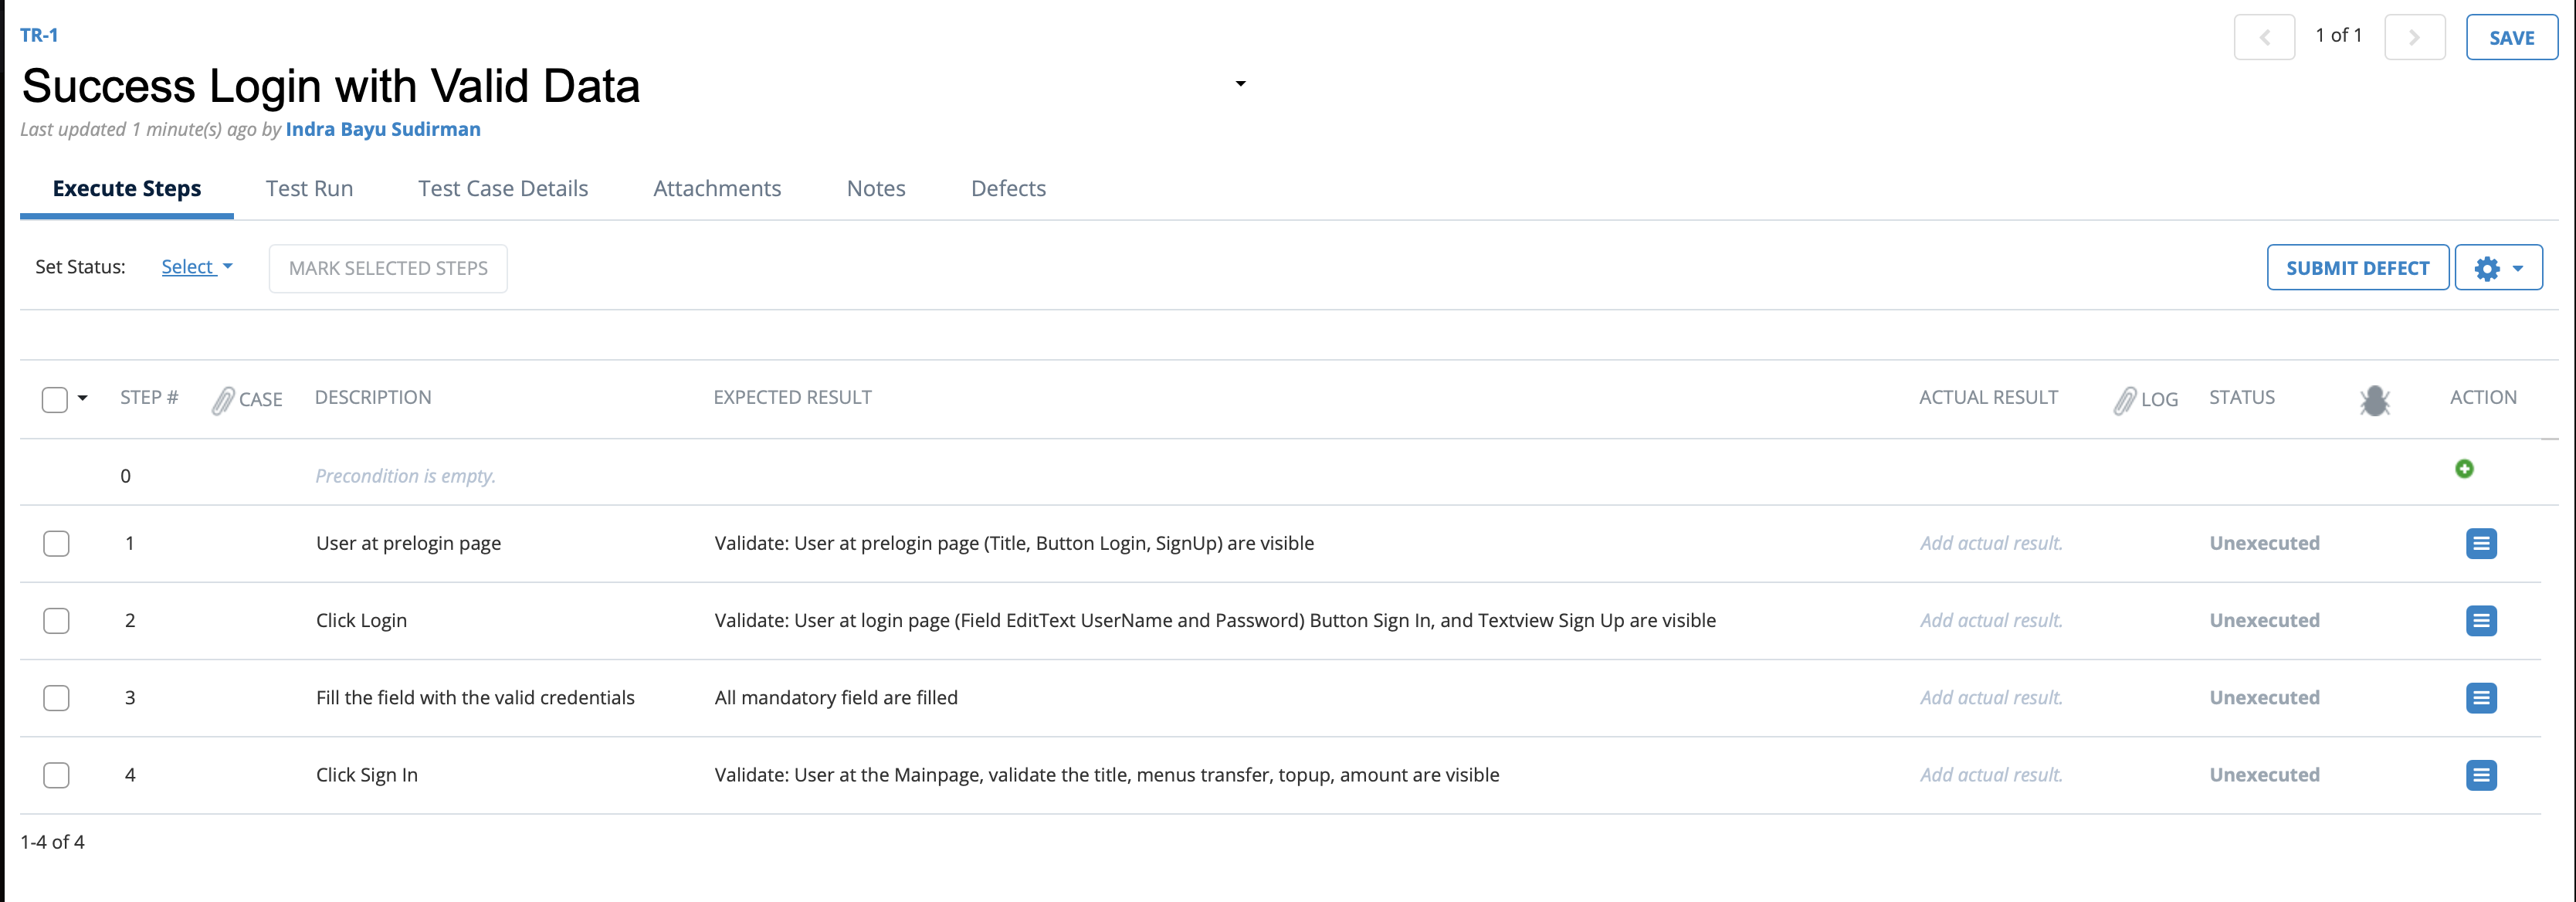 TR-1
1 of 1
SAVE
Success Login with Valid Data
Last updated 1 minute(s) ago by Indra Bayu Sudirman
Execute Steps Test Run Test Case Details Attachments Notes Defects
Set Status: Select MARK SELECTED STEPS SUBMIT DEFECT
STEP # CASE DESCRIPTION EXPECTED RESULT ACTUAL RESULT LOG STATUS ACTION
0 Precondition is empty.
1 User at prelogin page Validate: User at prelogin page (Title, Button Login, SignUp) are visible Add actual result. Unexecuted
2 Click Login Validate: User at login page (Field EditText UserName and Password) Button Sign In, and Textview Sign Up are visible Add actual result. Unexecuted
3 Fill the field with the valid credentials All mandatory field are filled Add actual result. Unexecuted
4 Click Sign In Validate: User at the Mainpage, validate the title, menus transfer, topup, amount are visible Add actual result. Unexecuted
1-4 of 4